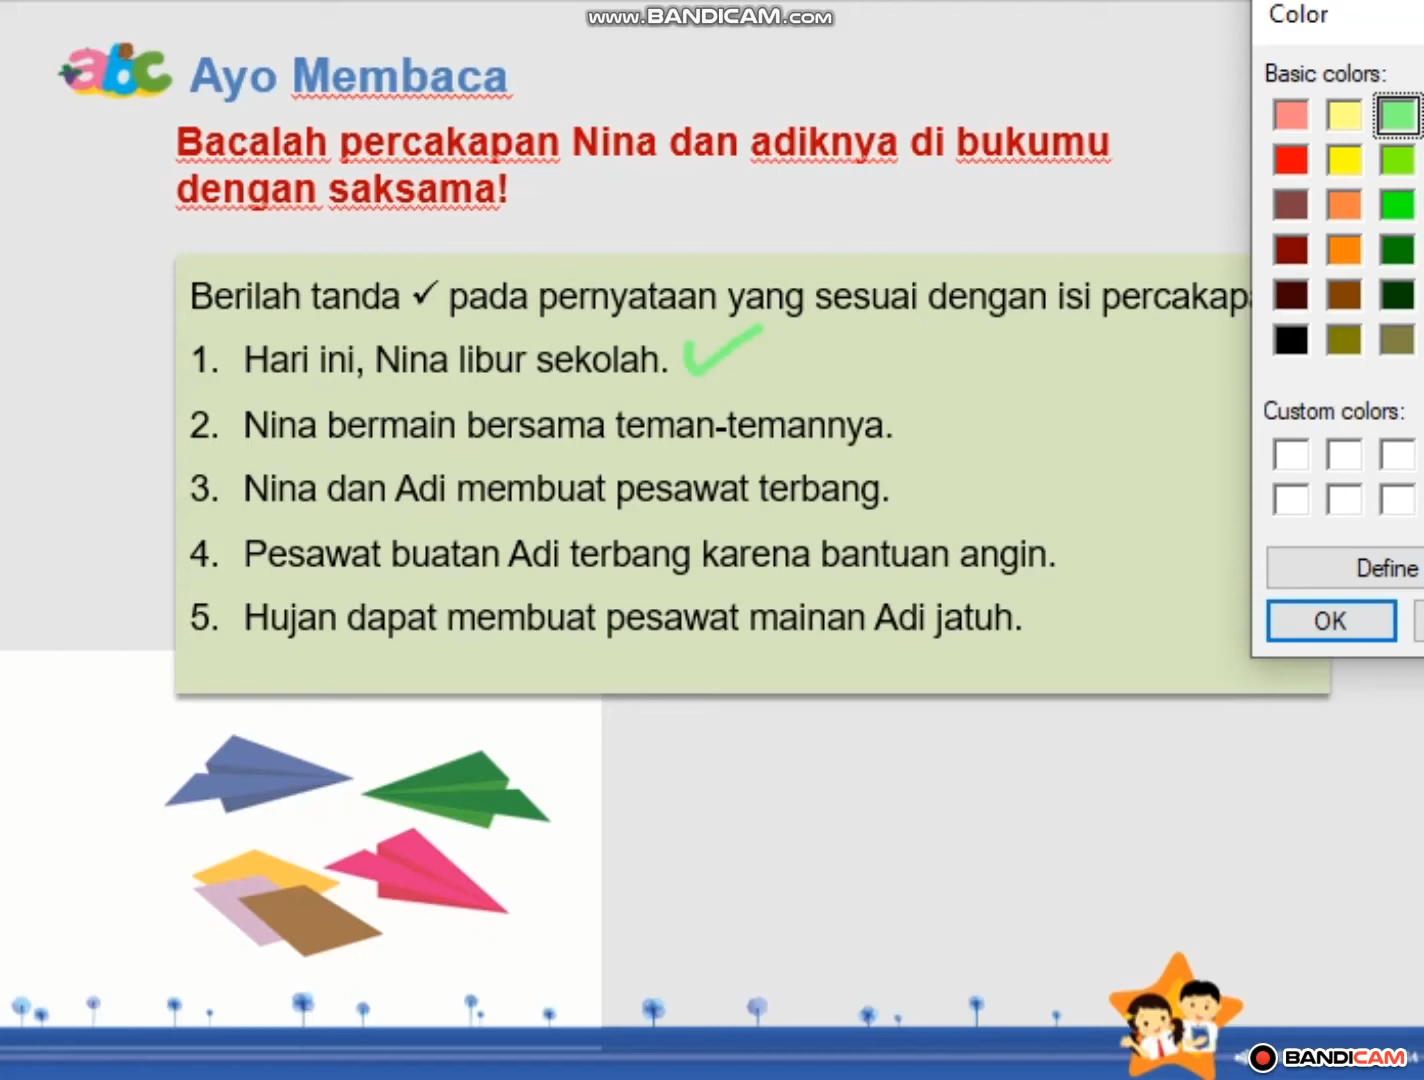 www.BANDICAM.com
Color
abc Ayo Membaca
Basic colors:
Bacalah percakapan Nina dan adiknya di bukumu
dengan saksama!
Berilah tanda ✓ pada pernyataan yang sesuai dengan isi percakapa
1. Hari ini, Nina libur sekolah.
2. Nina bermain bersama teman-temannya.
3. Nina dan Adi membuat pesawat terbang.
4. Pesawat buatan Adi terbang karena bantuan angin.
5. Hujan dapat membuat pesawat mainan Adi jatuh.
Custom colors:
Define
OK
BANDICAM